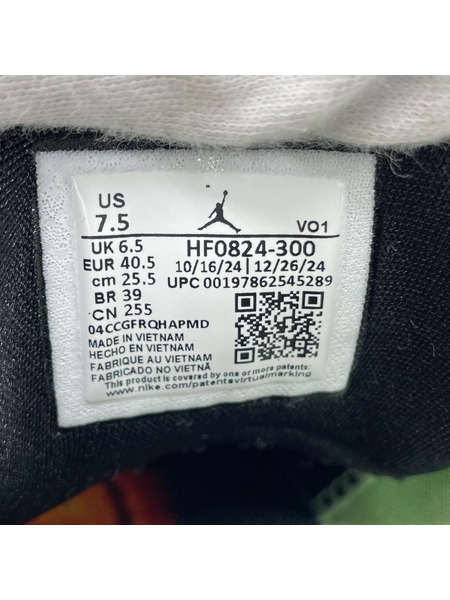 US
7.5
VO1
UK 6.5
HF0824-300
EUR 40.5
10/16/24 | 12/26/24
cm 25.5
UPC 00197862545289
BR 39
CN 255
04CCGFRQHAPMD
MADE IN VIETNAM
HECHO EN VIETNAM
FABRIQUE AU VIETNAM
FABRICADO NO VIETNÃ
This product is covered by one or more patents:
www.nike.com/patentsvirtualmarking